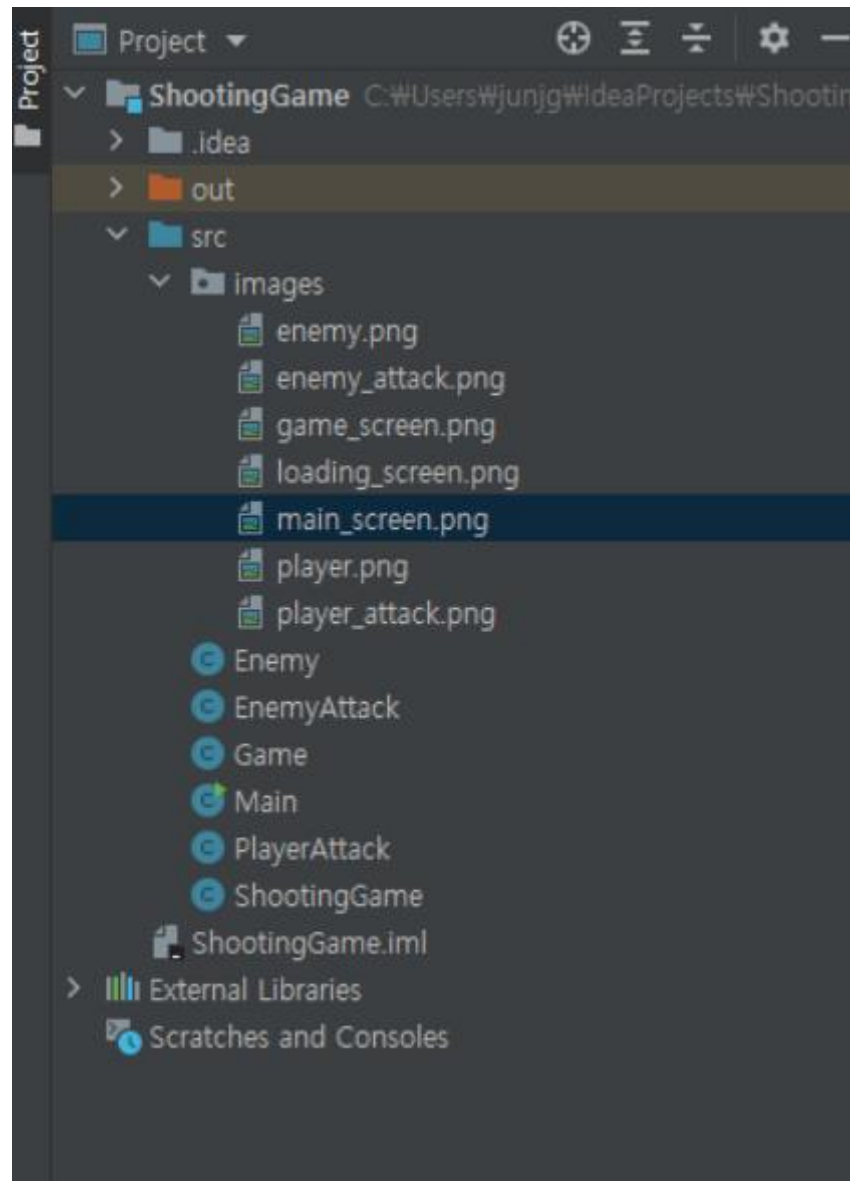 Project
Project
ShootingGame C:₩Users₩junjg₩IdeaProjects₩Shootin
.idea
out
src
images
enemy.png
enemy_attack.png
game_screen.png
loading_screen.png
main_screen.png
player.png
player_attack.png
Enemy
EnemyAttack
Game
Main
PlayerAttack
ShootingGame
ShootingGame.iml
External Libraries
Scratches and Consoles